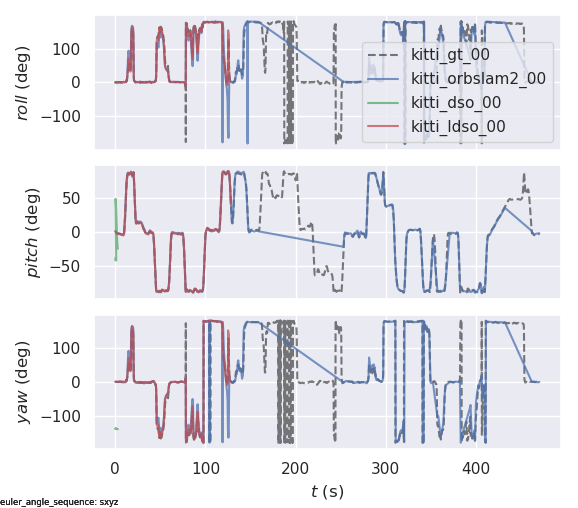 roll (deg)
100
0
−100
kitti_gt_00
kitti_orbslam2_00
kitti_dso_00
kitti_ldso_00
pitch (deg)
50
0
−50
yaw (deg)
100
0
−100
0 100 200 300 400
t (s)
euler_angle_sequence: sxyz